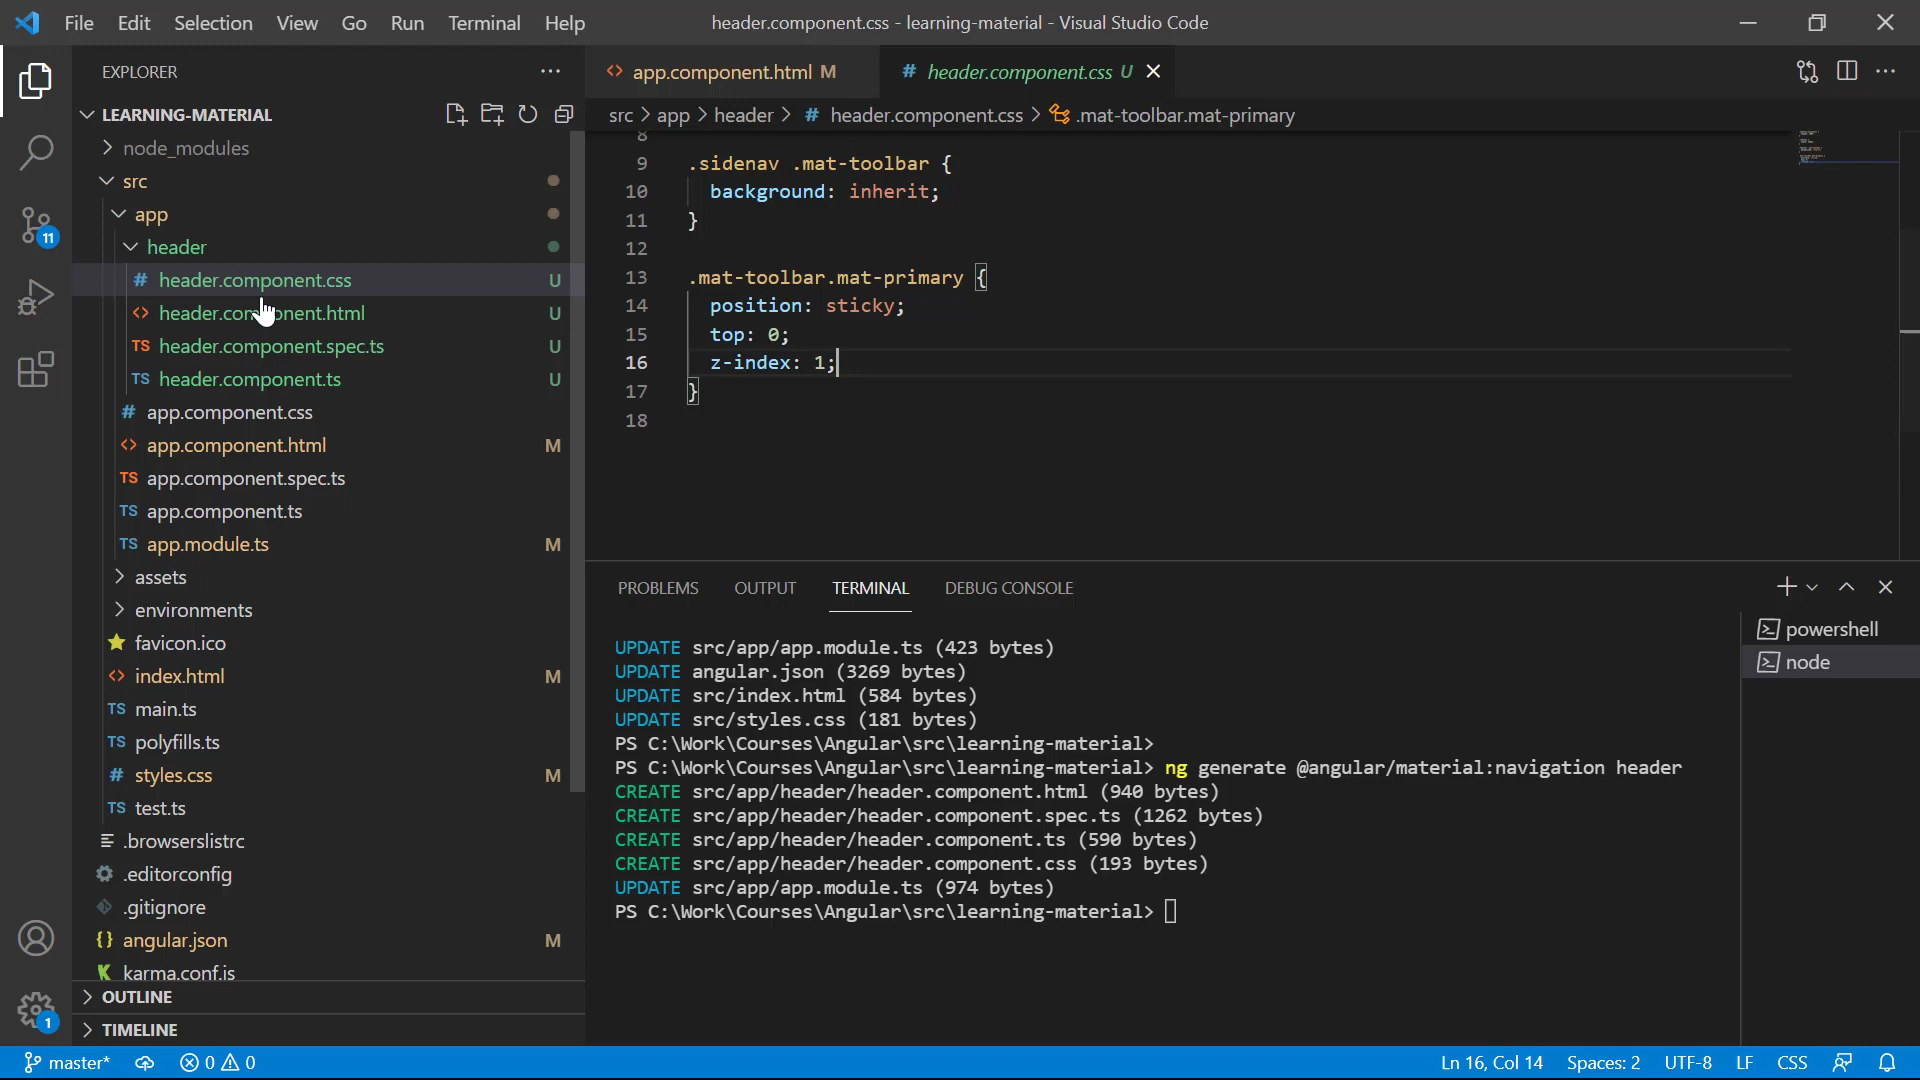 File Edit Selection View Go Run Terminal Help
header.component.css - learning-material - Visual Studio Code
EXPLORER
LEARNING-MATERIAL
node_modules
src
app
header
# header.component.css U
<> header.component.html U
TS header.component.spec.ts U
TS header.component.ts U
# app.component.css
<> app.component.html M
TS app.component.spec.ts
TS app.component.ts
TS app.module.ts M
assets
environments
favicon.ico
<> index.html M
TS main.ts
TS polyfills.ts
# styles.css M
TS test.ts
.browserslistrc
.editorconfig
.gitignore
{} angular.json M
karma.conf.js
OUTLINE
TIMELINE
11
1
<> app.component.html M
# header.component.css U
src > app > header > # header.component.css > .mat-toolbar.mat-primary
8
9 .sidenav .mat-toolbar {
10 background: inherit;
11 }
12
13 .mat-toolbar.mat-primary {
14 position: sticky;
15 top: 0;
16 z-index: 1;
17 }
18
PROBLEMS OUTPUT TERMINAL DEBUG CONSOLE
UPDATE src/app/app.module.ts (423 bytes)
UPDATE angular.json (3269 bytes)
UPDATE src/index.html (584 bytes)
UPDATE src/styles.css (181 bytes)
PS C:\Work\Courses\Angular\src\learning-material>
PS C:\Work\Courses\Angular\src\learning-material> ng generate @angular/material:navigation header
CREATE src/app/header/header.component.html (940 bytes)
CREATE src/app/header/header.component.spec.ts (1262 bytes)
CREATE src/app/header/header.component.ts (590 bytes)
CREATE src/app/header/header.component.css (193 bytes)
UPDATE src/app/app.module.ts (974 bytes)
PS C:\Work\Courses\Angular\src\learning-material>
powershell
node
master* 0 0
Ln 16, Col 14 Spaces: 2 UTF-8 LF CSS